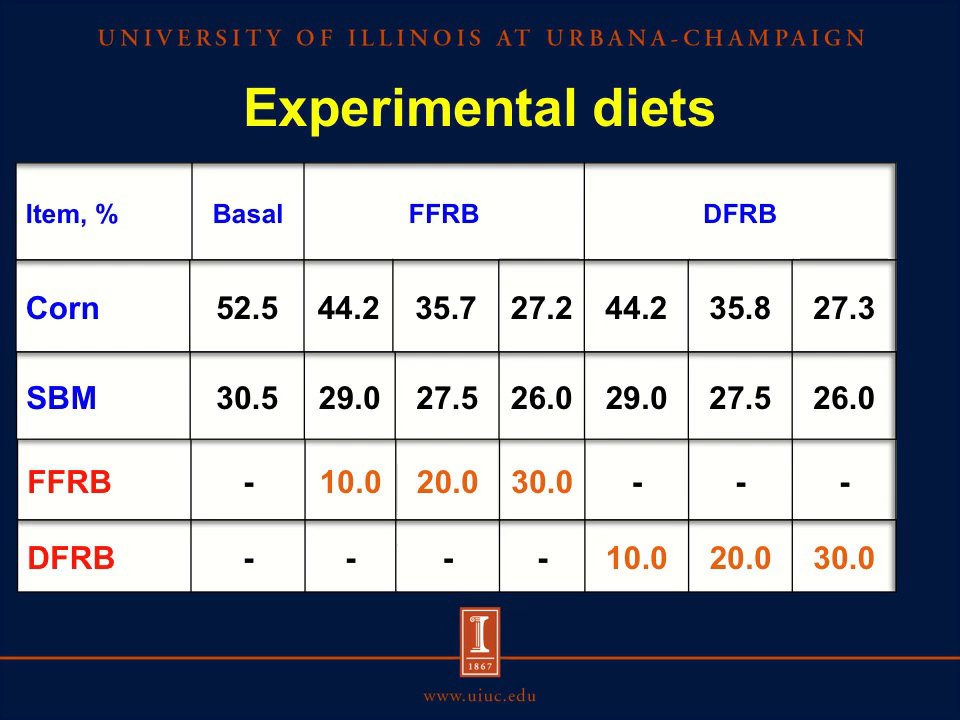 UNIVERSITY OF ILLINOIS AT URBANA-CHAMPAIGN
Experimental diets
Item, % Basal FFRB DFRB
Corn 52.5 44.2 35.7 27.2 44.2 35.8 27.3
SBM 30.5 29.0 27.5 26.0 29.0 27.5 26.0
FFRB - 10.0 20.0 30.0 - - -
DFRB - - - - 10.0 20.0 30.0
I
1867
www.uiuc.edu